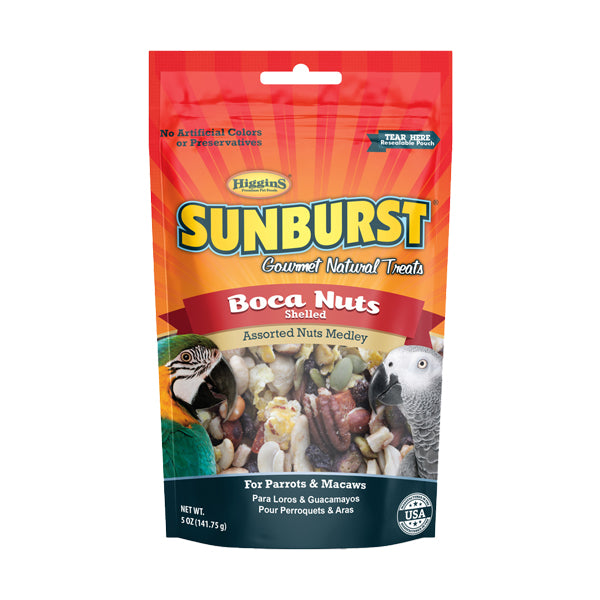 No Artificial Colors
or Preservatives
TEAR HERE
Resealable Pouch
Higgins
Premium Pet Foods
SUNBURST®
Gourmet Natural Treats
Boca Nuts
Shelled
Assorted Nuts Medley
For Parrots & Macaws
Para Loros & Guacamayos
Pour Perroquets & Aras
NET WT.
5 OZ (141.75 g)
USA